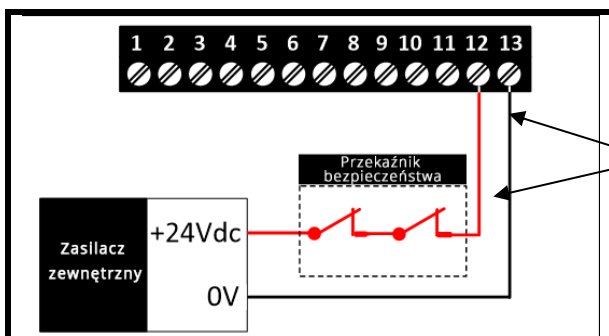 1 2 3 4 5 6 7 8 9 10 11 12 13
Przekaźnik
bezpieczeństwa
+24Vdc
Zasilacz
zewnętrzny
0V